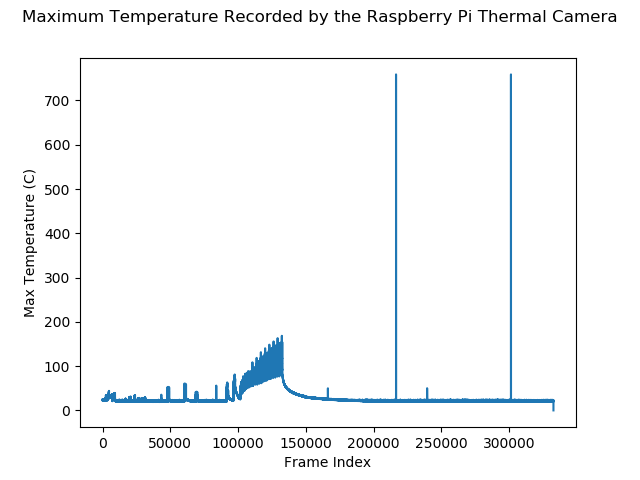 Maximum Temperature Recorded by the Raspberry Pi Thermal Camera
700
600
500
400
300
200
100
0
Max Temperature (C)
0 50000 100000 150000 200000 250000 300000
Frame Index